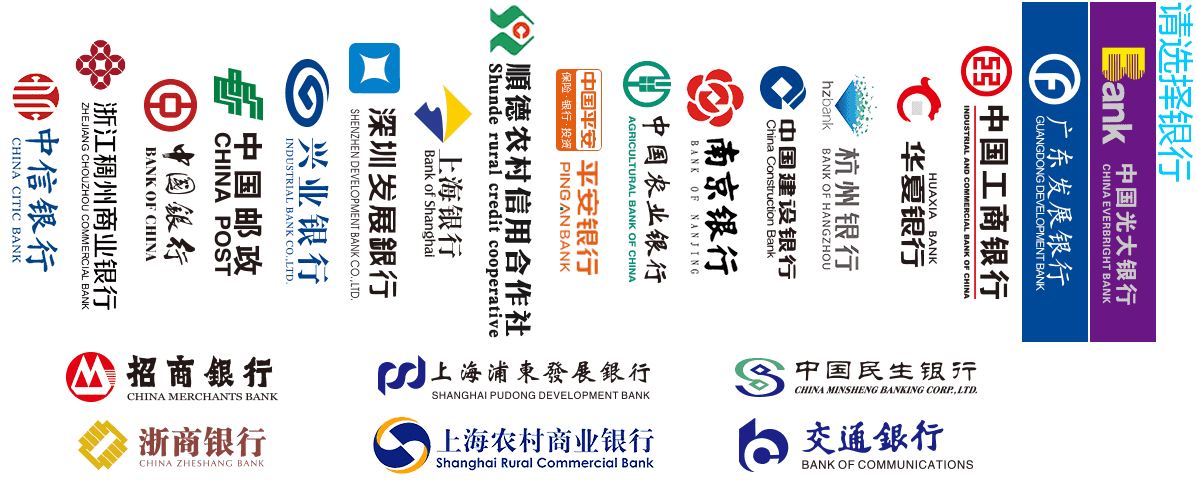 请选择银行
Bank
中国光大银行
CHINA EVERBRIGHT BANK
广东发展银行
GUANGDONG DEVELOPMENT BANK
中国工商银行
INDUSTRIAL AND COMMERCIAL BANK OF CHINA
华夏银行
HUAXIA BANK
hzbank
杭州银行
BANK OF HANGZHOU
中国建设银行
China Construction Bank
南京银行
BANK OF NANJING
中国农业银行
AGRICULTURAL BANK OF CHINA
中国平安
保险·银行·投资
平安银行
PINGAN BANK
順德农村信用合作社
Shunde rural credit cooperative
上海银行
Bank of Shanghai
深圳发展銀行
SHENZHEN DEVELOPMENT BANK CO., LTD.
兴业银行
INDUSTRIAL BANK CO.,LTD.
中国邮政
CHINA POST
中国銀行
BANK OF CHINA
浙江稠州商业银行
ZHEJIANG CHOUZHOU COMMERCIAL BANK
中信银行
CHINA CITIC BANK
招商銀行
CHINA MERCHANTS BANK
上海浦東發展銀行
SHANGHAI PUDONG DEVELOPMENT BANK
中国民生银行
CHINA MINSHENG BANKING CORP., LTD.
浙商银行
CHINA ZHESHANG BANK
上海农村商业银行
Shanghai Rural Commercial Bank
交通銀行
BANK OF COMMUNICATIONS